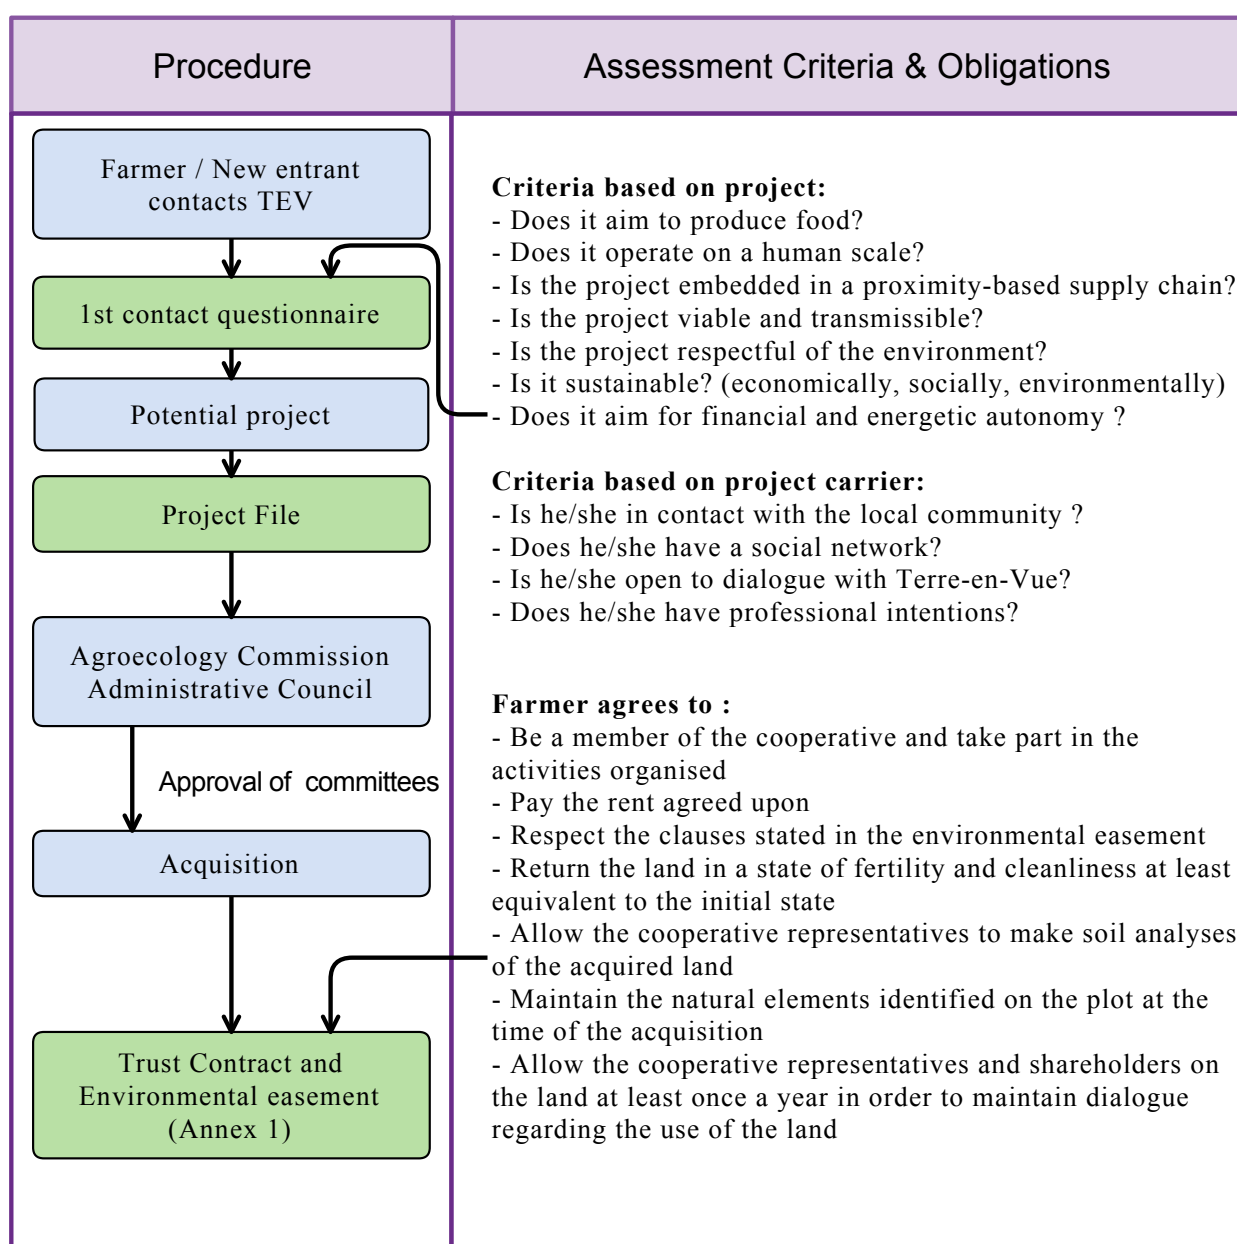 Procedure
Assessment Criteria & Obligations
Farmer / New entrant
contacts TEV
1st contact questionnaire
Potential project
Project File
Agroecology Commission
Administrative Council
Approval of committees
Acquisition
Trust Contract and
Environmental easement
(Annex 1)
Criteria based on project:
- Does it aim to produce food?
- Does it operate on a human scale?
- Is the project embedded in a proximity-based supply chain?
- Is the project viable and transmissible?
- Is the project respectful of the environment?
- Is it sustainable? (economically, socially, environmentally)
- Does it aim for financial and energetic autonomy ?
Criteria based on project carrier:
- Is he/she in contact with the local community ?
- Does he/she have a social network?
- Is he/she open to dialogue with Terre-en-Vue?
- Does he/she have professional intentions?
Farmer agrees to :
- Be a member of the cooperative and take part in the
activities organised
- Pay the rent agreed upon
- Respect the clauses stated in the environmental easement
- Return the land in a state of fertility and cleanliness at least
equivalent to the initial state
- Allow the cooperative representatives to make soil analyses
of the acquired land
- Maintain the natural elements identified on the plot at the
time of the acquisition
- Allow the cooperative representatives and shareholders on
the land at least once a year in order to maintain dialogue
regarding the use of the land